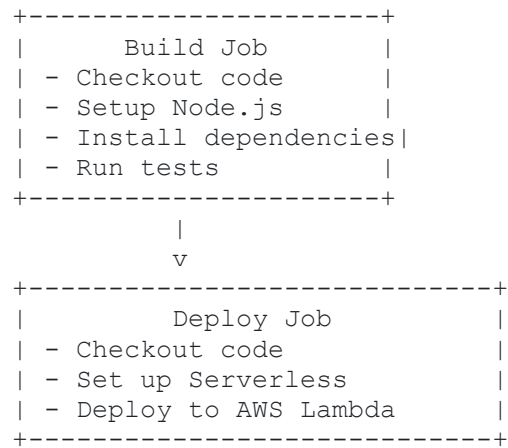 +----------------------+
|      Build Job       |
| - Checkout code      |
| - Setup Node.js      |
| - Install dependencies|
| - Run tests          |
+----------------------+
          |
          v
+-----------------------------+
|         Deploy Job          |
| - Checkout code             |
| - Set up Serverless         |
| - Deploy to AWS Lambda      |
+-----------------------------+